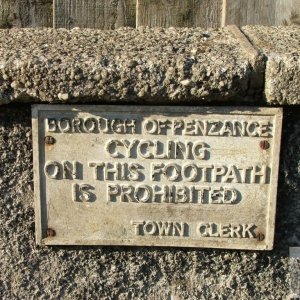 BOROUGH OF PENZANCE
CYCLING
ON THIS FOOTPATH
IS PROHIBITED
TOWN CLERK